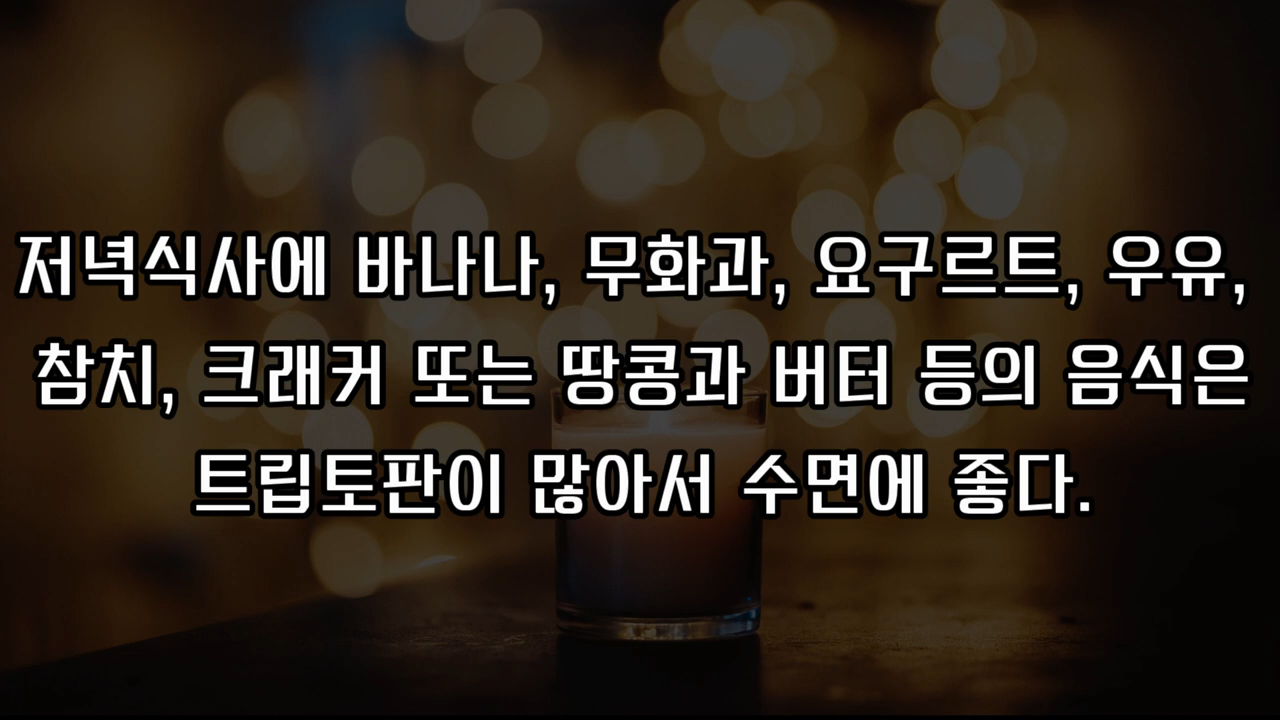 저녁식사에 바나나, 무화과, 요구르트, 우유,
참치, 크래커 또는 땅콩과 버터 등의 음식은
트립토판이 많아서 수면에 좋다.